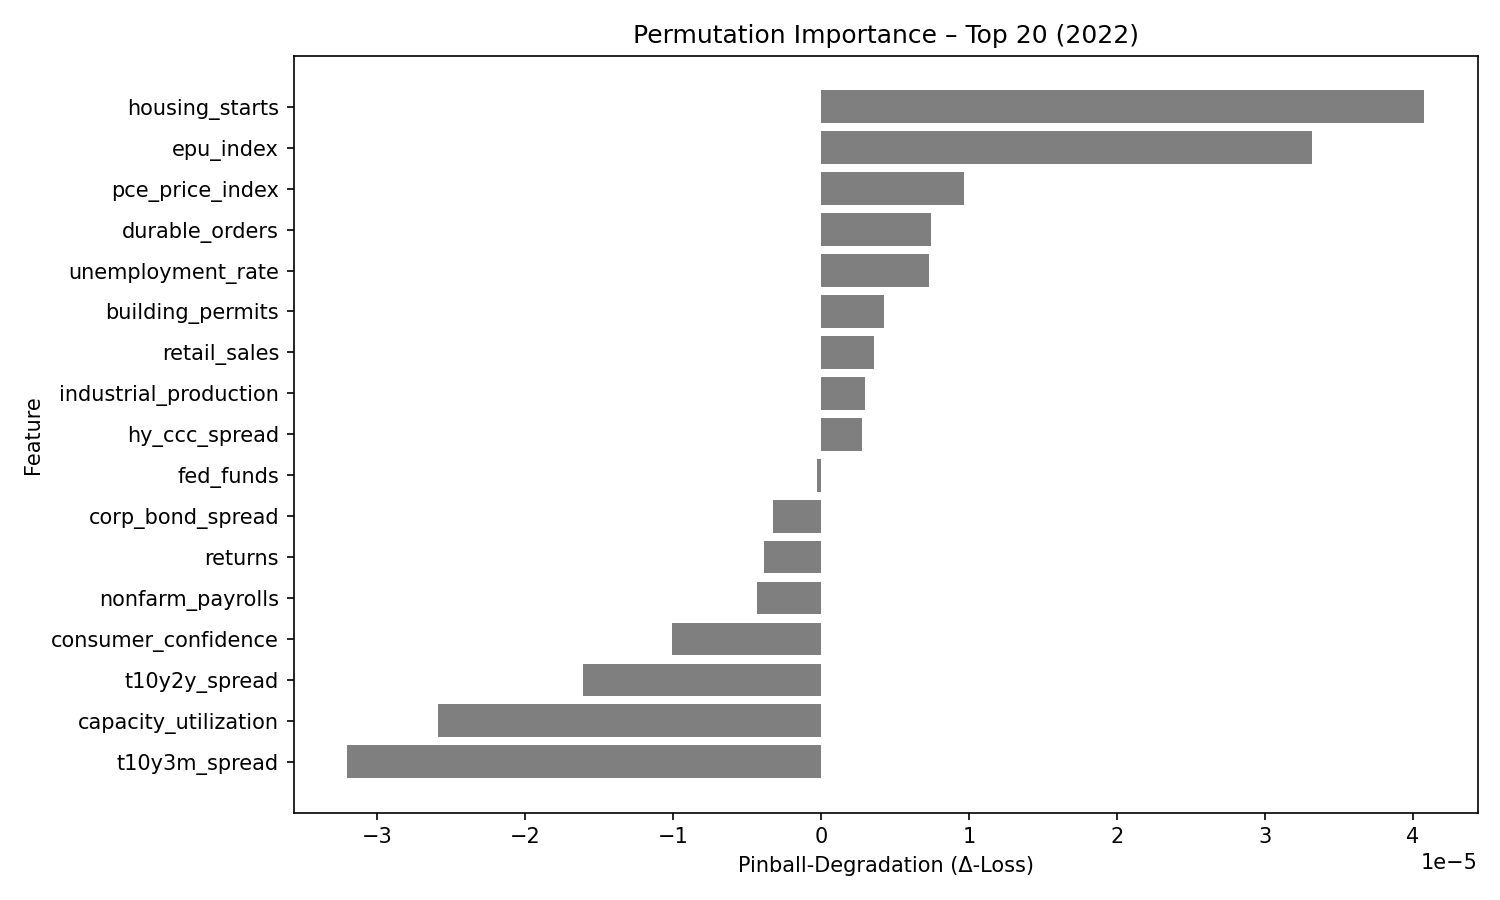 Permutation Importance – Top 20 (2022)
housing_starts
epu_index
pce_price_index
durable_orders
unemployment_rate
building_permits
retail_sales
industrial_production
hy_ccc_spread
fed_funds
corp_bond_spread
returns
nonfarm_payrolls
consumer_confidence
t10y2y_spread
capacity_utilization
t10y3m_spread
Feature
−3 −2 −1 0 1 2 3 4
1e−5
Pinball-Degradation (Δ-Loss)